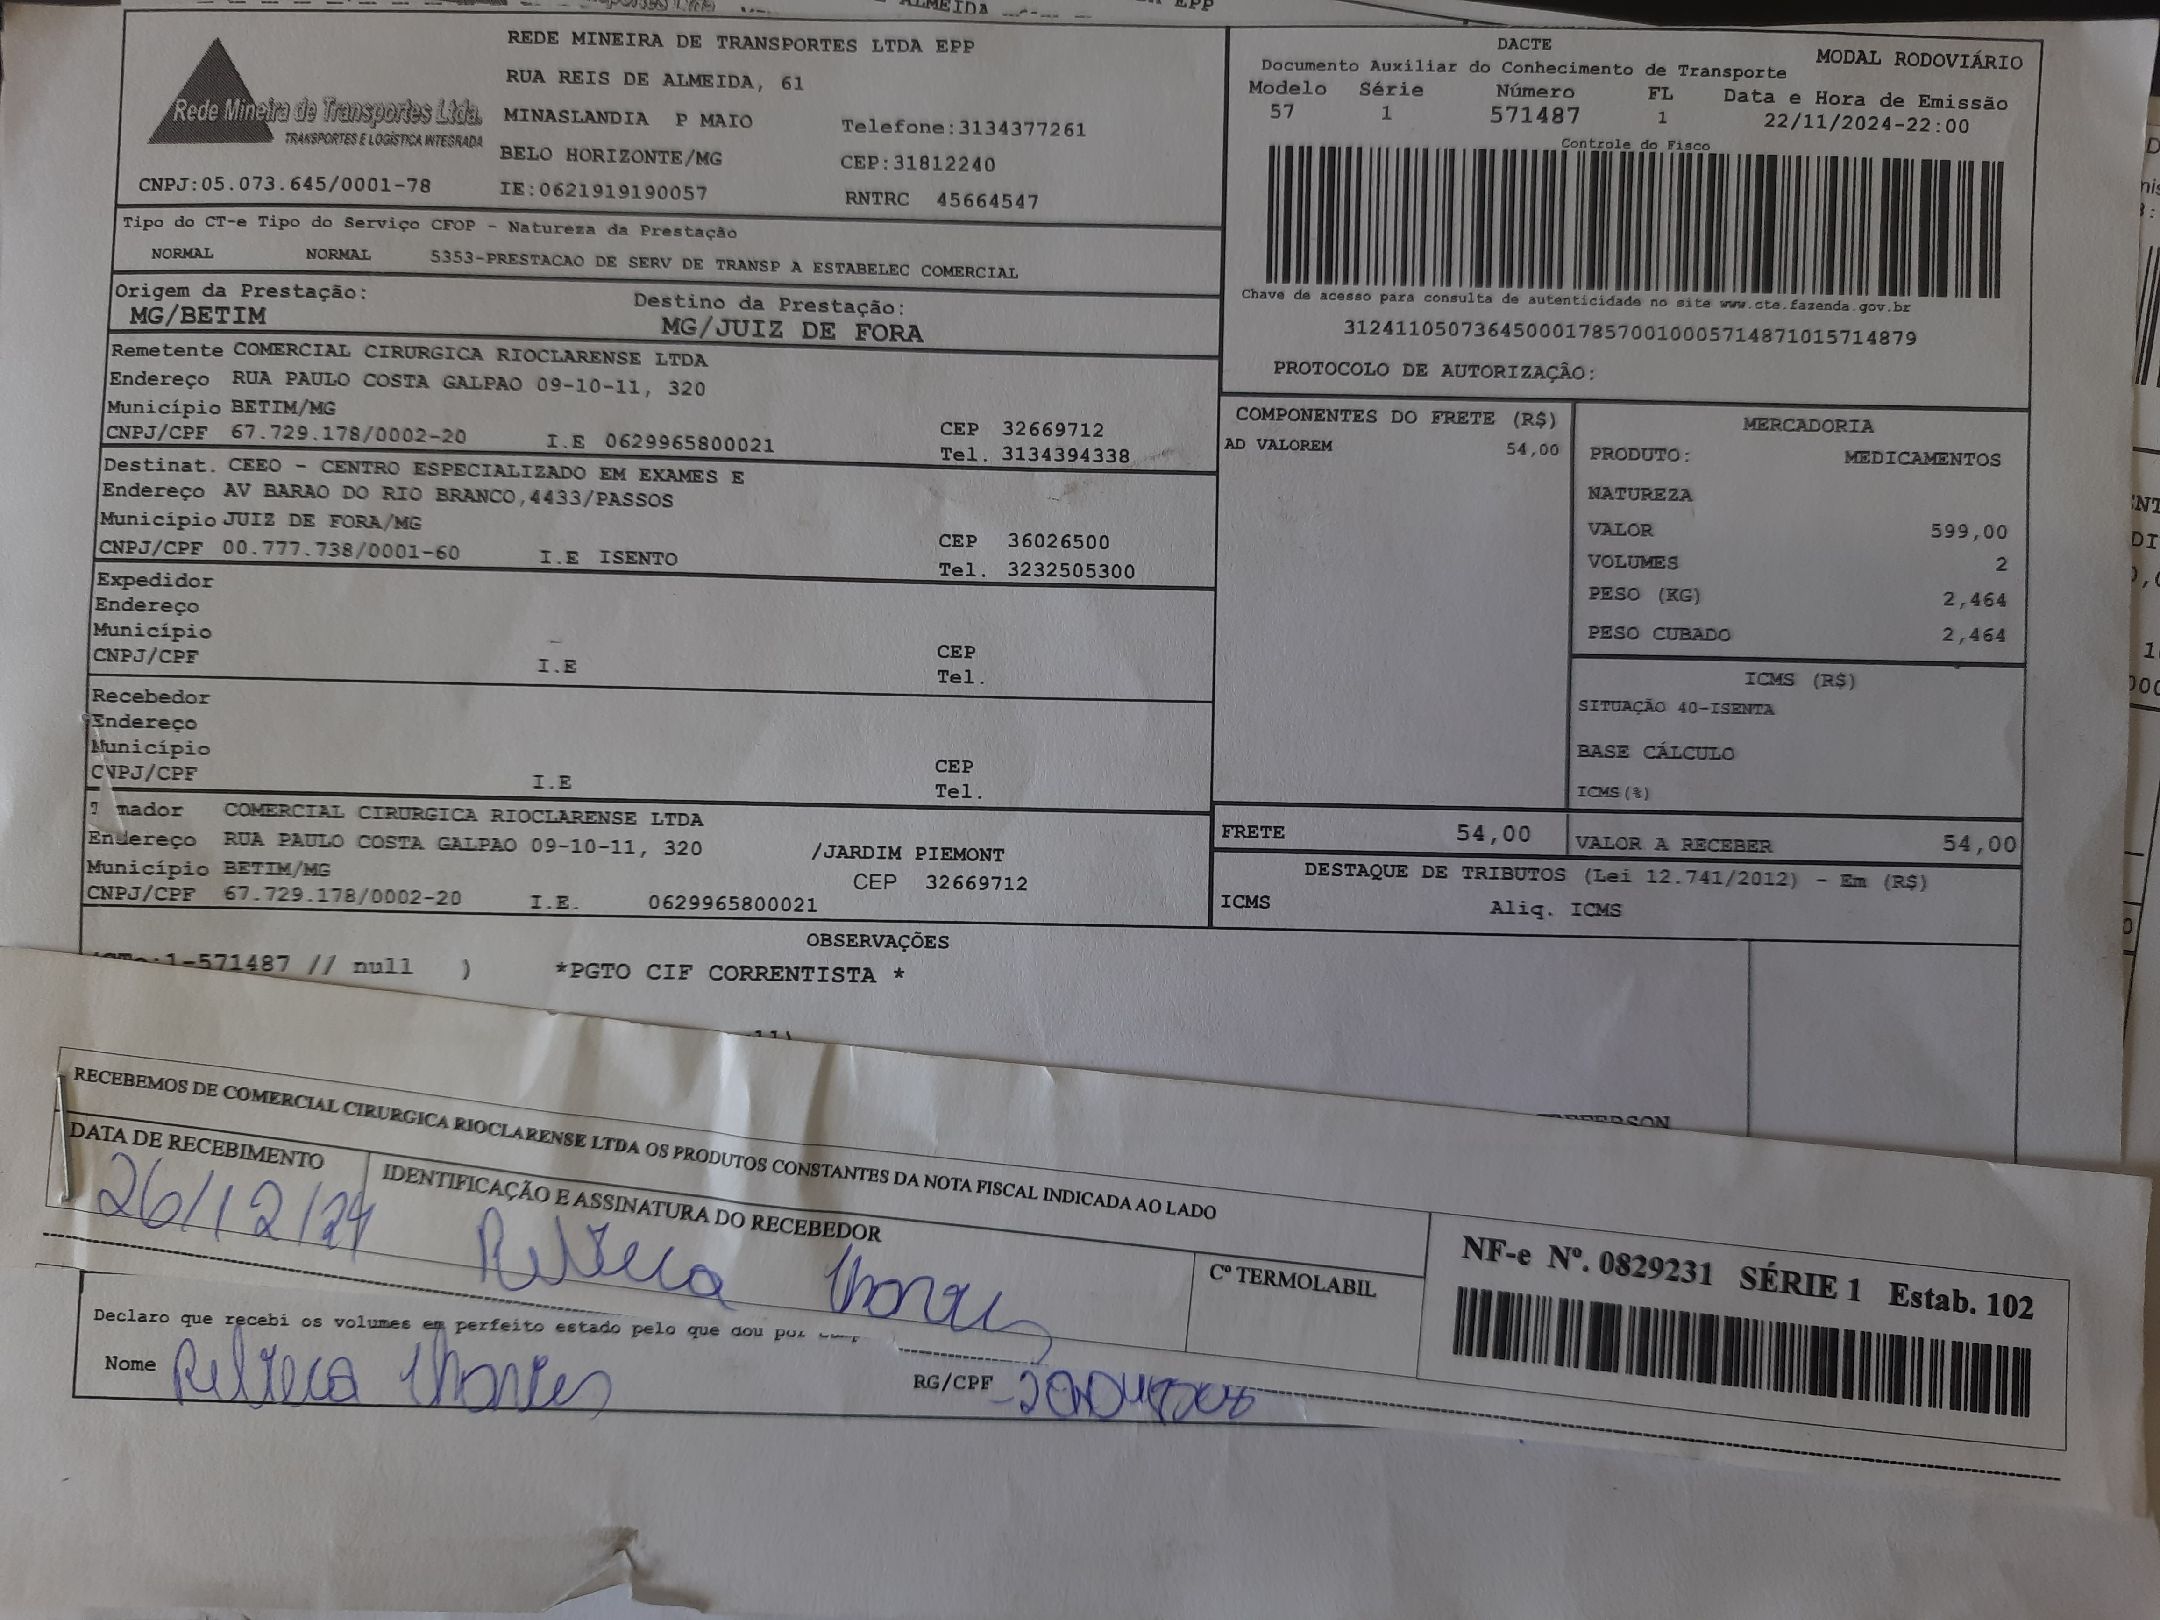 REDE MINEIRA DE TRANSPORTES LTDA EPP
RUA REIS DE ALMEIDA, 61
MINASLANDIA P MAIO
Telefone:3134377261
BELO HORIZONTE/MG
CEP:31812240
IE:0621919190057
RNTRC 45664547
Rede Mineira de Transportes Ltda.
TRANSPORTES E LOGÍSTICA INTEGRADA
CNPJ:05.073.645/0001-78
DACTE
MODAL RODOVIÁRIO
Documento Auxiliar do Conhecimento de Transporte
Modelo Série Número FL Data e Hora de Emissão
57 1 571487 1 22/11/2024-22:00
Controle do Fisco
Chave de acesso para consulta de autenticidade no site www.cte.fazenda.gov.br
31241105073645000178570010005714871015714879
PROTOCOLO DE AUTORIZAÇÃO:
Tipo do CT-e Tipo do Serviço CFOP - Natureza da Prestação
NORMAL NORMAL 5353-PRESTACAO DE SERV DE TRANSP A ESTABELEC COMERCIAL
Origem da Prestação: Destino da Prestação:
MG/BETIM MG/JUIZ DE FORA
Remetente COMERCIAL CIRURGICA RIOCLARENSE LTDA
Endereço RUA PAULO COSTA GALPAO 09-10-11, 320
Município BETIM/MG CEP 32669712
CNPJ/CPF 67.729.178/0002-20 I.E 0629965800021 Tel. 3134394338
Destinat. CEEO - CENTRO ESPECIALIZADO EM EXAMES E
Endereço AV BARAO DO RIO BRANCO,4433/PASSOS
Município JUIZ DE FORA/MG CEP 36026500
CNPJ/CPF 00.777.738/0001-60 I.E ISENTO Tel. 3232505300
Expedidor
Endereço
Município CEP
CNPJ/CPF I.E Tel.
Recebedor
Endereço
Município CEP
CNPJ/CPF I.E Tel.
mador COMERCIAL CIRURGICA RIOCLARENSE LTDA
Endereço RUA PAULO COSTA GALPAO 09-10-11, 320 /JARDIM PIEMONT
Município BETIM/MG CEP 32669712
CNPJ/CPF 67.729.178/0002-20 I.E. 0629965800021
COMPONENTES DO FRETE (R$)
AD VALOREM 54,00
MERCADORIA
PRODUTO: MEDICAMENTOS
NATUREZA
VALOR 599,00
VOLUMES 2
PESO (KG) 2,464
PESO CUBADO 2,464
ICMS (R$)
SITUAÇÃO 40-ISENTA
BASE CÁLCULO
ICMS(%)
FRETE 54,00 VALOR A RECEBER 54,00
DESTAQUE DE TRIBUTOS (Lei 12.741/2012) - Em (R$)
ICMS Aliq. ICMS
OBSERVAÇÕES
1-571487 // null ) *PGTO CIF CORRENTISTA *
RECEBEMOS DE COMERCIAL CIRURGICA RIOCLARENSE LTDA OS PRODUTOS CONSTANTES DA NOTA FISCAL INDICADA AO LADO
DATA DE RECEBIMENTO IDENTIFICAÇÃO E ASSINATURA DO RECEBEDOR
26/12/24
Cº TERMOLABIL
NF-e Nº. 0829231 SÉRIE 1 Estab. 102
Declaro que recebi os volumes em perfeito estado pelo que dou por
Nome RG/CPF